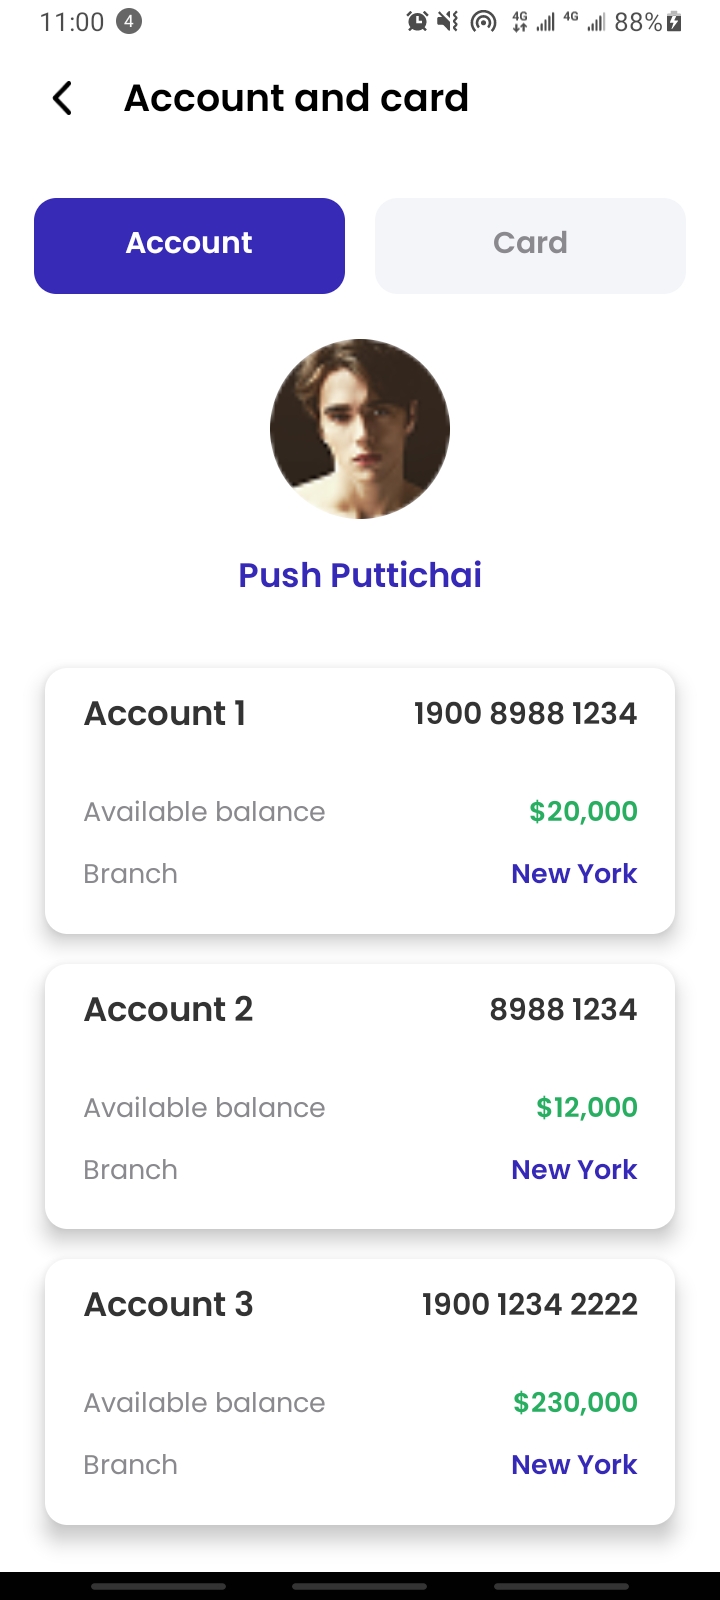 11:00 4 4G 4G 88%
Account and card
Account Card
Push Puttichai
Account 1 1900 8988 1234
Available balance $20,000
Branch New York
Account 2 8988 1234
Available balance $12,000
Branch New York
Account 3 1900 1234 2222
Available balance $230,000
Branch New York